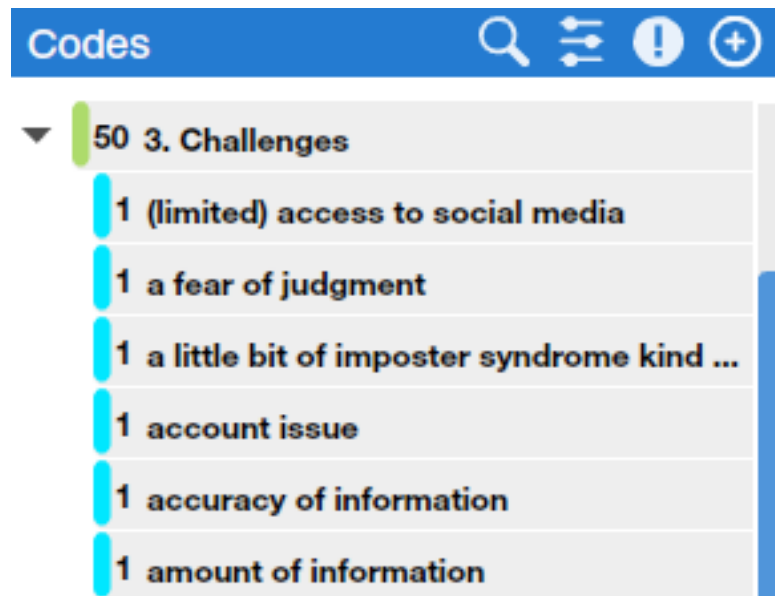 Codes
50 3. Challenges
1 (limited) access to social media
1 a fear of judgment
1 a little bit of imposter syndrome kind ...
1 account issue
1 accuracy of information
1 amount of information